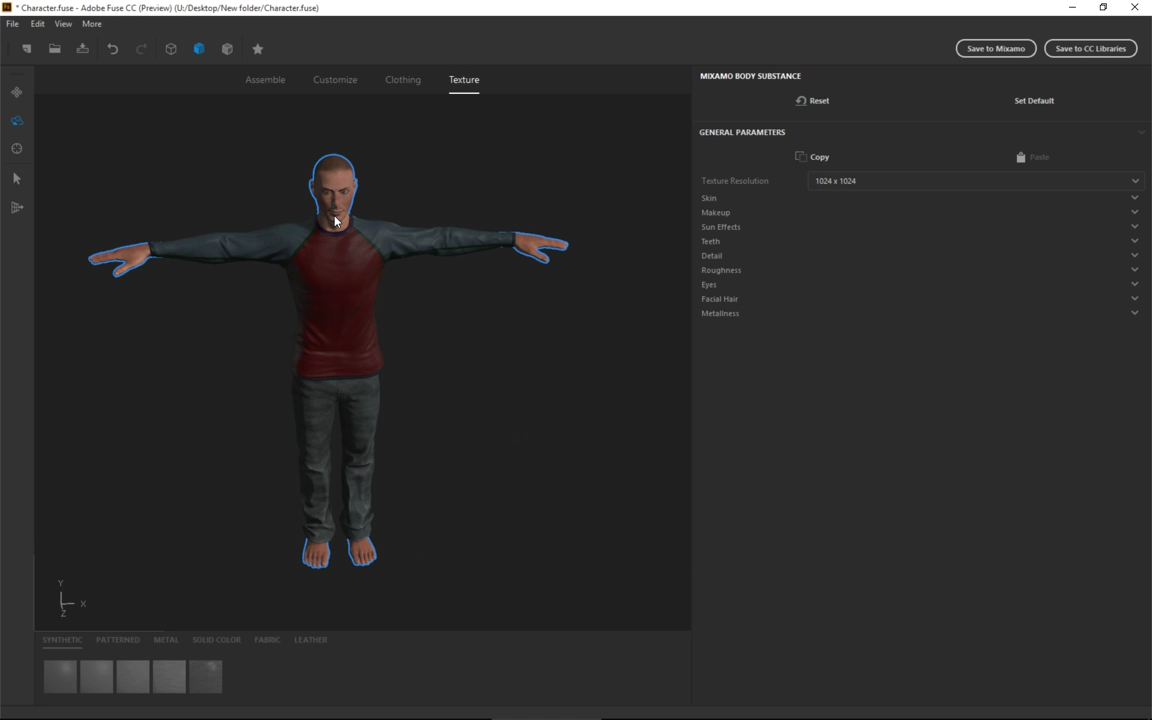 * Character.fuse - Adobe Fuse CC (Preview) (U:/Desktop/New folder/Character.fuse)
File Edit View More
Save to Mixamo Save to CC Libraries
Assemble Customize Clothing Texture
MIXAMO BODY SUBSTANCE
Reset Set Default
GENERAL PARAMETERS
Copy Paste
Texture Resolution 1024 x 1024
Skin
Makeup
Sun Effects
Teeth
Detail
Roughness
Eyes
Facial Hair
Metallness
Y
X
Z
SYNTHETIC PATTERNED METAL SOLID COLOR FABRIC LEATHER